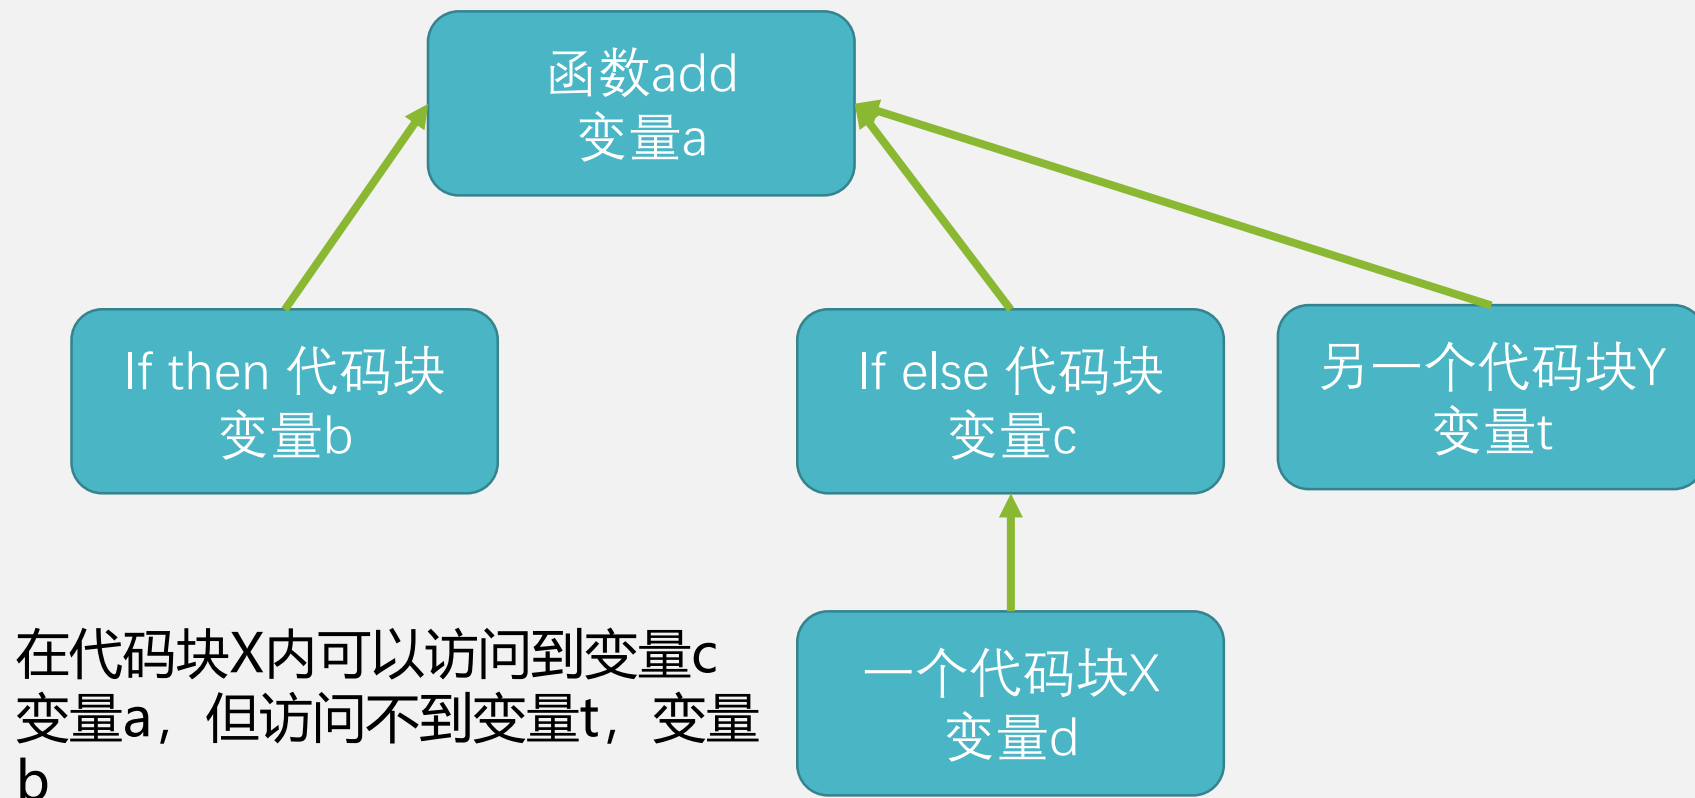 函数add
变量a
If then 代码块
变量b
If else 代码块
变量c
另一个代码块Y
变量t
一个代码块X
变量d
在代码块X内可以访问到变量c
变量a，但访问不到变量t，变量
b